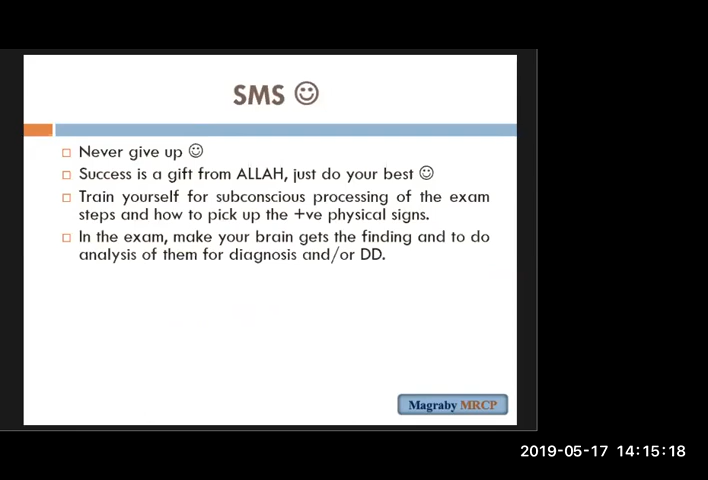 SMS ☺
Never give up ☺
Success is a gift from ALLAH, just do your best ☺
Train yourself for subconscious processing of the exam
steps and how to pick up the +ve physical signs.
In the exam, make your brain gets the finding and to do
analysis of them for diagnosis and/or DD.
Magraby MRCP
2019-05-17 14:15:18